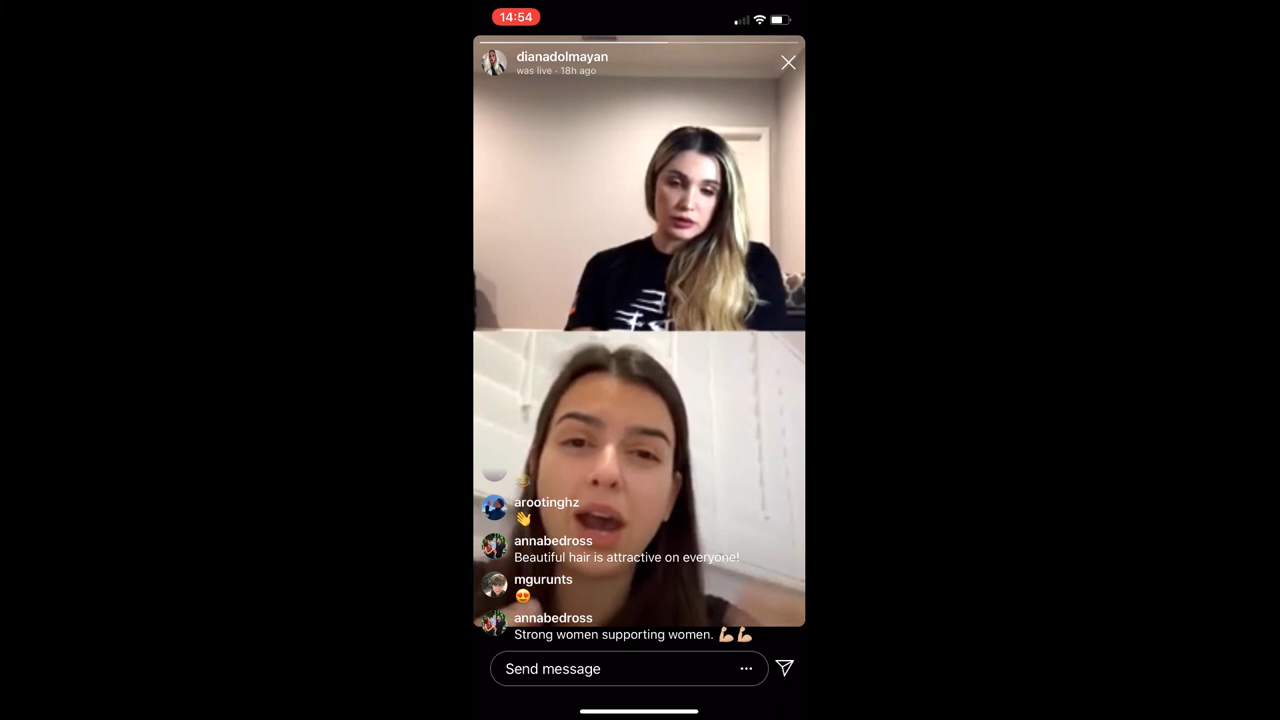 14:54
dianadolmayan
was live · 18h ago
arootinghz
👋
annabedross
Beautiful hair is attractive on everyone!
mgurunts
😍
annabedross
Strong women supporting women. 💪🏼💪🏼
Send message